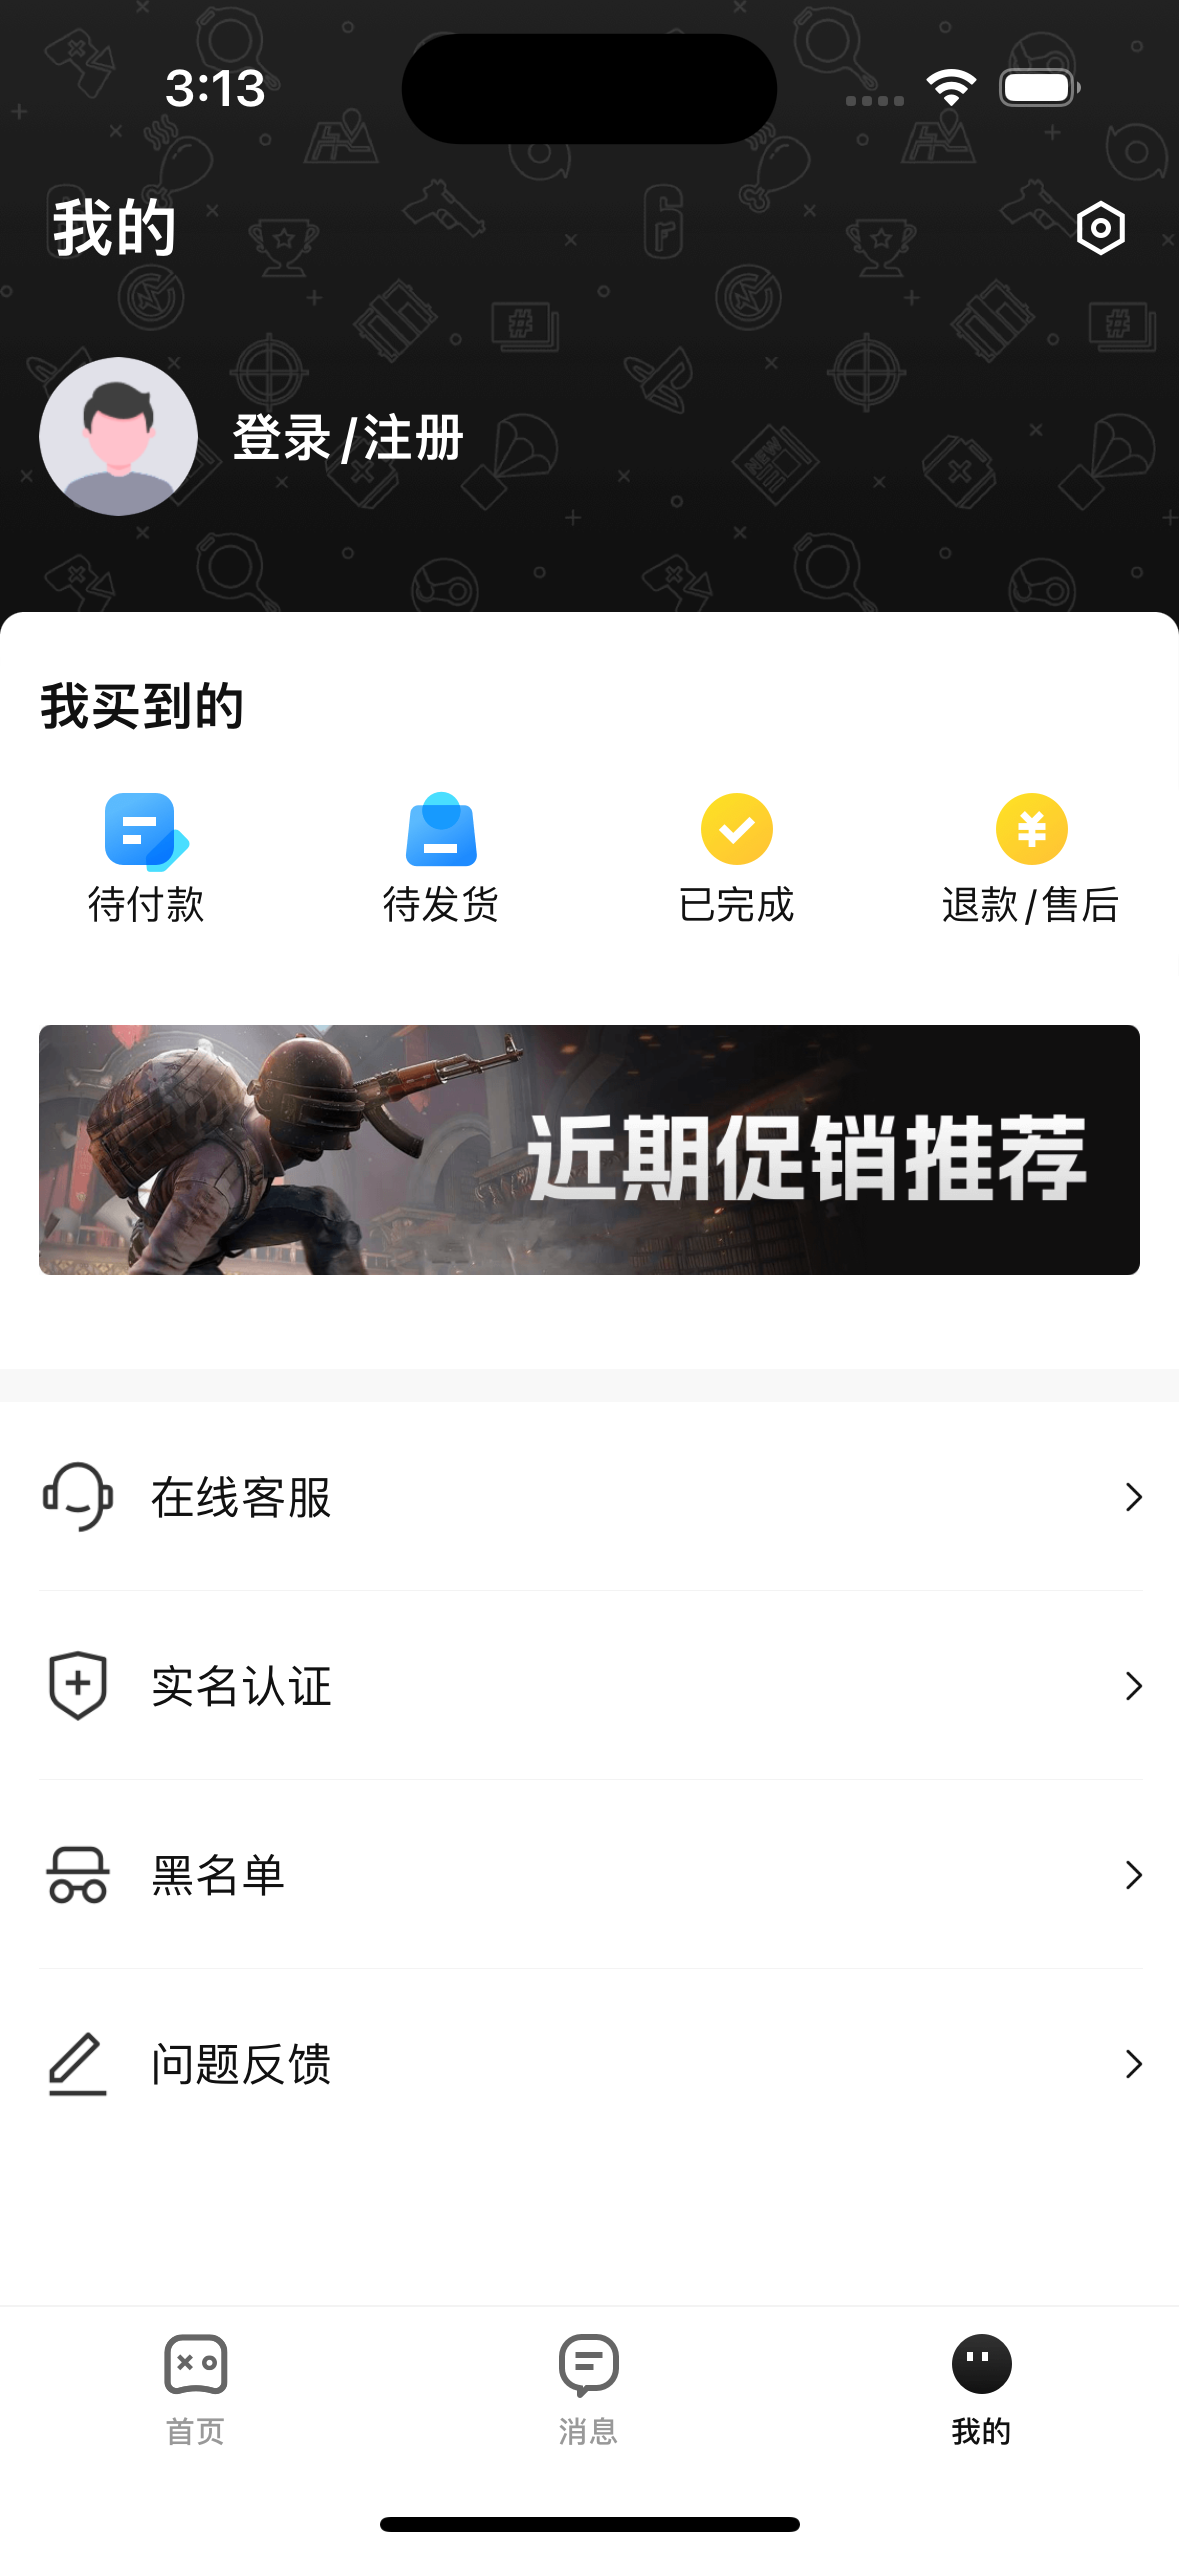 3:13
我的
登录/注册
我买到的
待付款
待发货
已完成
退款/售后
近期促销推荐
在线客服
实名认证
黑名单
问题反馈
首页
消息
我的